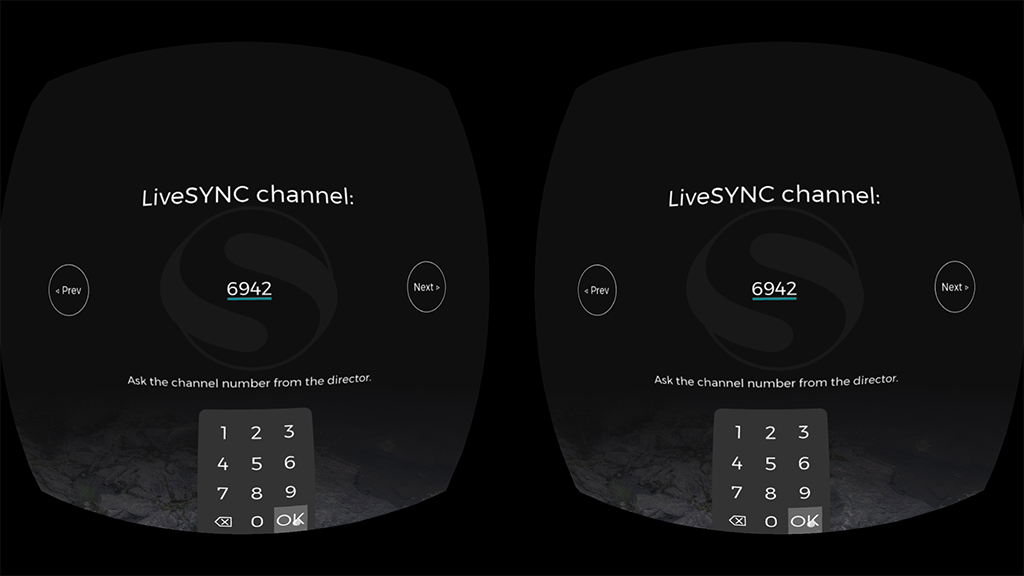 LiveSYNC channel:
< Prev
6942
Next >
Ask the channel number from the director.
1 2 3
4 5 6
7 8 9
0 OK
LiveSYNC channel:
< Prev
6942
Next >
Ask the channel number from the director.
1 2 3
4 5 6
7 8 9
0 OK